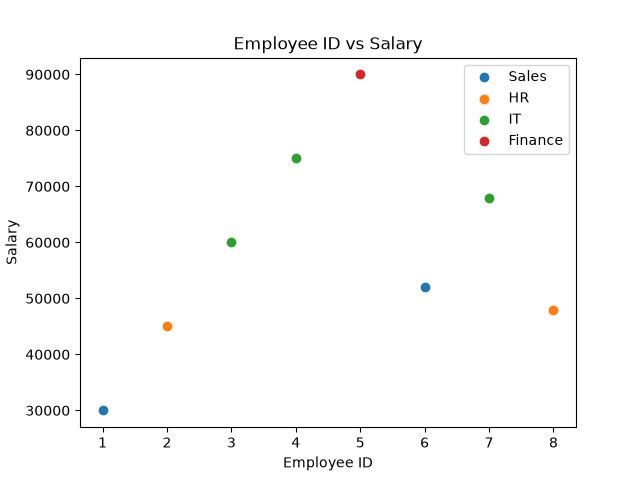 Employee ID vs Salary
Sales
HR
IT
Finance
90000
80000
70000
60000
50000
40000
30000
Salary
1 2 3 4 5 6 7 8
Employee ID